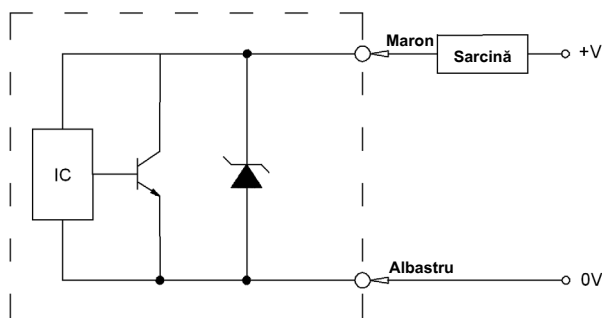 Maron
Sarcină
+V
IC
Albastru
0V